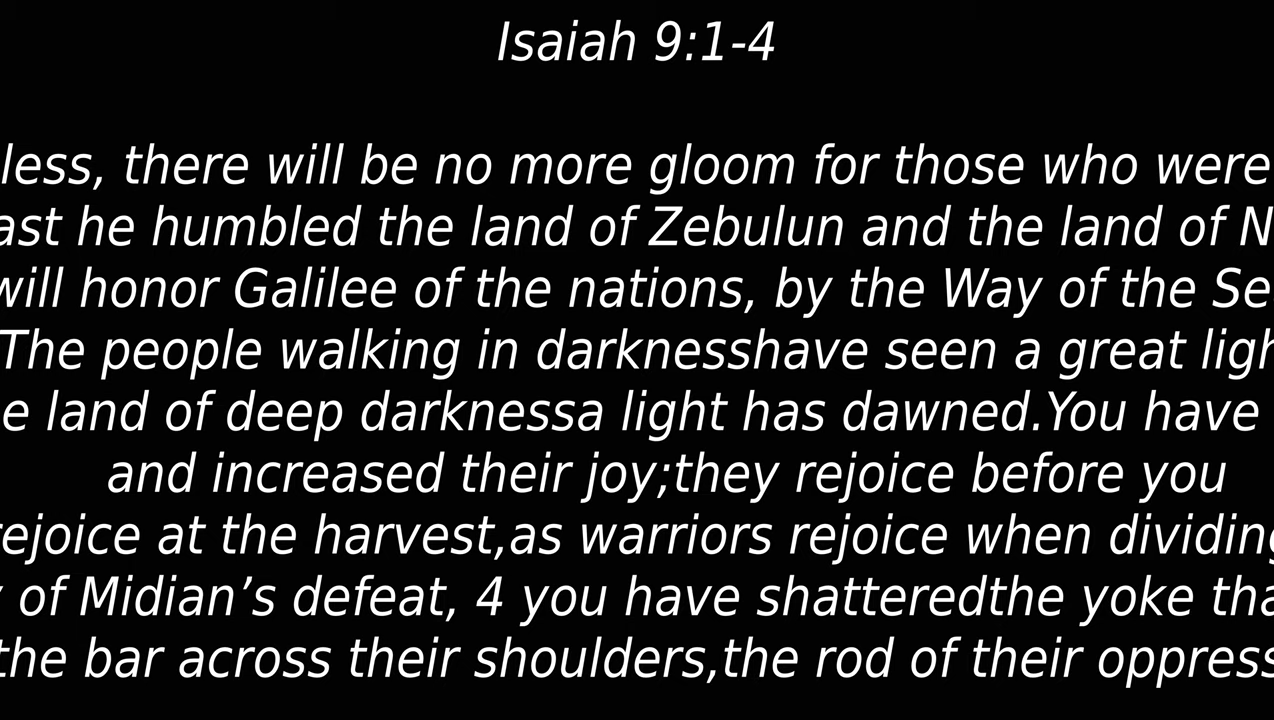 Isaiah 9:1-4
less, there will be no more gloom for those who were
ast he humbled the land of Zebulun and the land of N
will honor Galilee of the nations, by the Way of the Se
The people walking in darknesshave seen a great ligh
e land of deep darknessa light has dawned.You have
and increased their joy;they rejoice before you
rejoice at the harvest,as warriors rejoice when dividing
y of Midian’s defeat, 4 you have shatteredthe yoke tha
the bar across their shoulders,the rod of their oppress